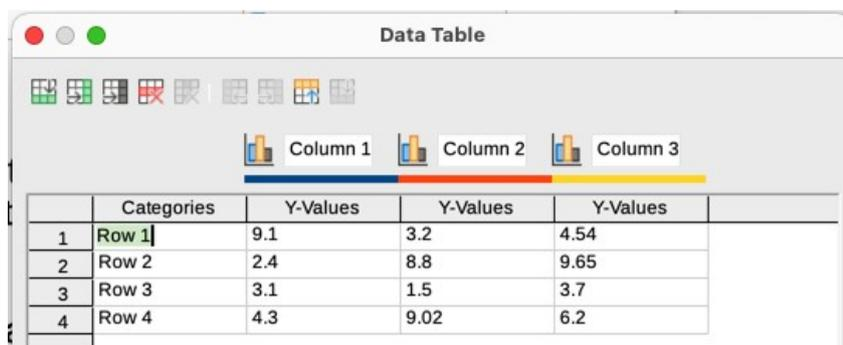 Data Table
Column 1 Column 2 Column 3
Categories Y-Values Y-Values Y-Values
1 Row 1 9.1 3.2 4.54
2 Row 2 2.4 8.8 9.65
3 Row 3 3.1 1.5 3.7
4 Row 4 4.3 9.02 6.2